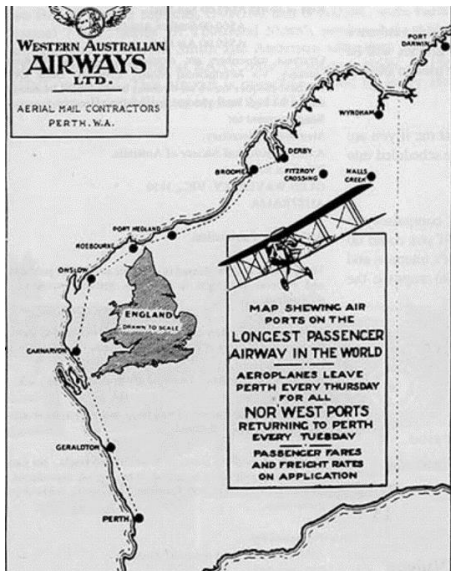 WESTERN AUSTRALIAN
AIRWAYS
LTD.
AERIAL MAIL CONTRACTORS
PERTH. W.A.
PORT
DARWIN
WYNDHAM
DERBY
BROOME
FITZROY
CROSSING
HALLS
CREEK
PORT HEDLAND
ROEBOURNE
ONSLOW
ENGLAND
DRAWN TO SCALE
CARNARVON
GERALDTON
PERTH
MAP SHEWING AIR
PORTS ON THE
LONGEST PASSENGER
AIRWAY IN THE WORLD
AEROPLANES LEAVE
PERTH EVERY THURSDAY
FOR ALL
NOR'WEST PORTS
RETURNING TO PERTH
EVERY TUESDAY
PASSENGER FARES
AND FREIGHT RATES
ON APPLICATION